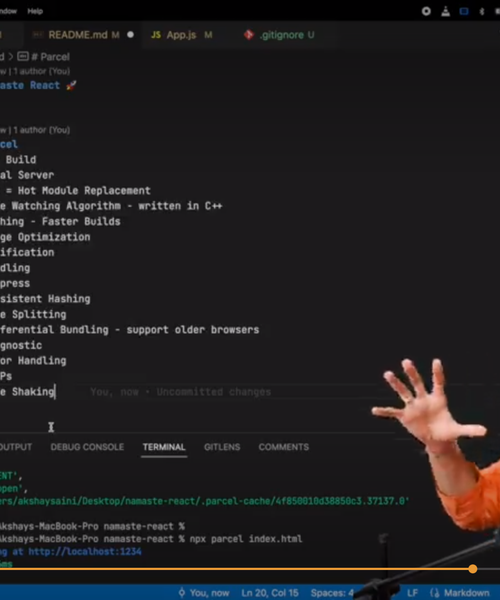 ndow Help
README.md M
JS App.js M
.gitignore U
d > # Parcel
w | 1 author (You)
aste React 🚀
w | 1 author (You)
cel
Build
al Server
= Hot Module Replacement
e Watching Algorithm - written in C++
hing - Faster Builds
ge Optimization
ification
dling
press
sistent Hashing
e Splitting
ferential Bundling - support older browsers
gnostic
or Handling
Ps
e Shaking You, now • Uncommitted changes
OUTPUT DEBUG CONSOLE TERMINAL GITLENS COMMENTS
ENT',
open',
ers/akshaysaini/Desktop/namaste-react/.parcel-cache/4f850010d38850c3.37137.0'
kshays-MacBook-Pro namaste-react %
kshays-MacBook-Pro namaste-react % npx parcel index.html
g at http://localhost:1234
ms
You, now Ln 20, Col 15 Spaces: 4 LF Markdown